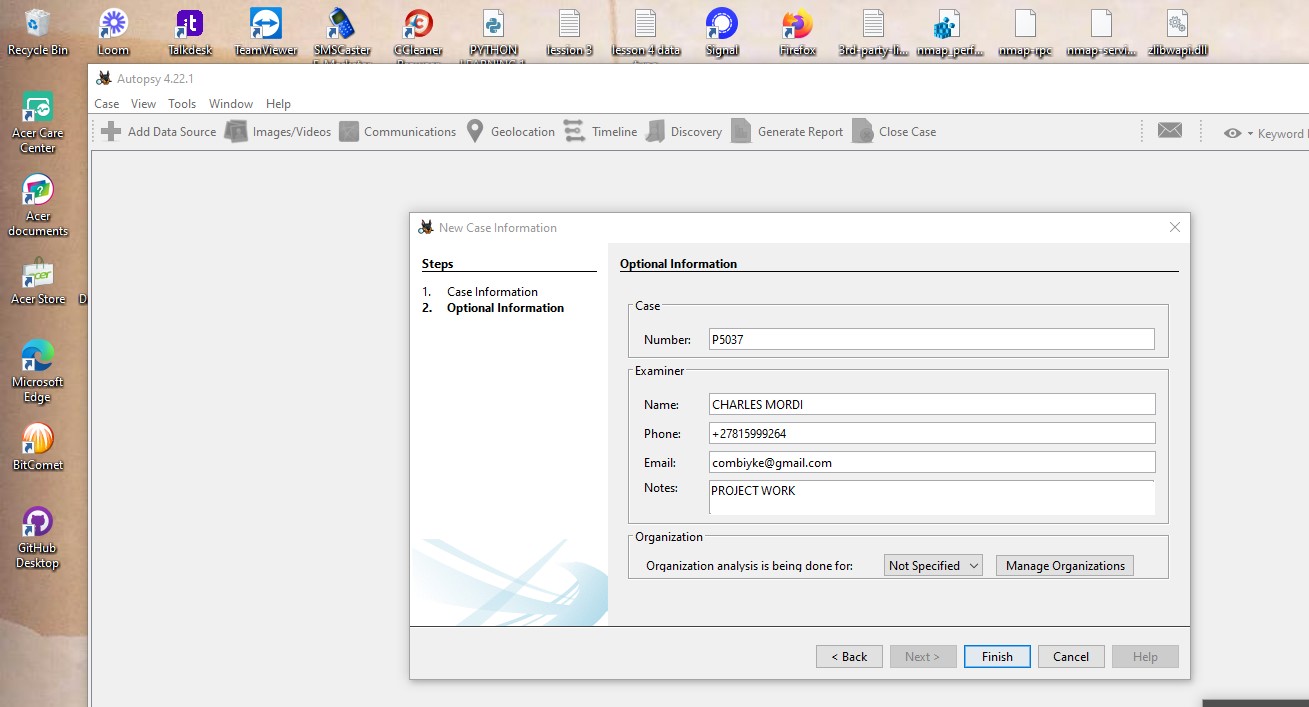 Recycle Bin
Loom
Talkdesk
TeamViewer
SMSCaster
CCleaner
PYTHON
lession 3
lesson 4 data
Signal
Firefox
3rd-party-li...
nmap_perf...
nmap-rpc
nmap-servi...
zlibwapi.dll
Autopsy 4.22.1
Case View Tools Window Help
Add Data Source Images/Videos Communications Geolocation Timeline Discovery Generate Report Close Case Keyword
Acer Care
Center
Acer
documents
Acer Store D
Microsoft
Edge
BitComet
GitHub
Desktop
New Case Information
Steps
1. Case Information
2. Optional Information
Optional Information
Case
Number: P5037
Examiner
Name: CHARLES MORDI
Phone: +27815999264
Email: combiyke@gmail.com
Notes: PROJECT WORK
Organization
Organization analysis is being done for: Not Specified Manage Organizations
< Back Next > Finish Cancel Help